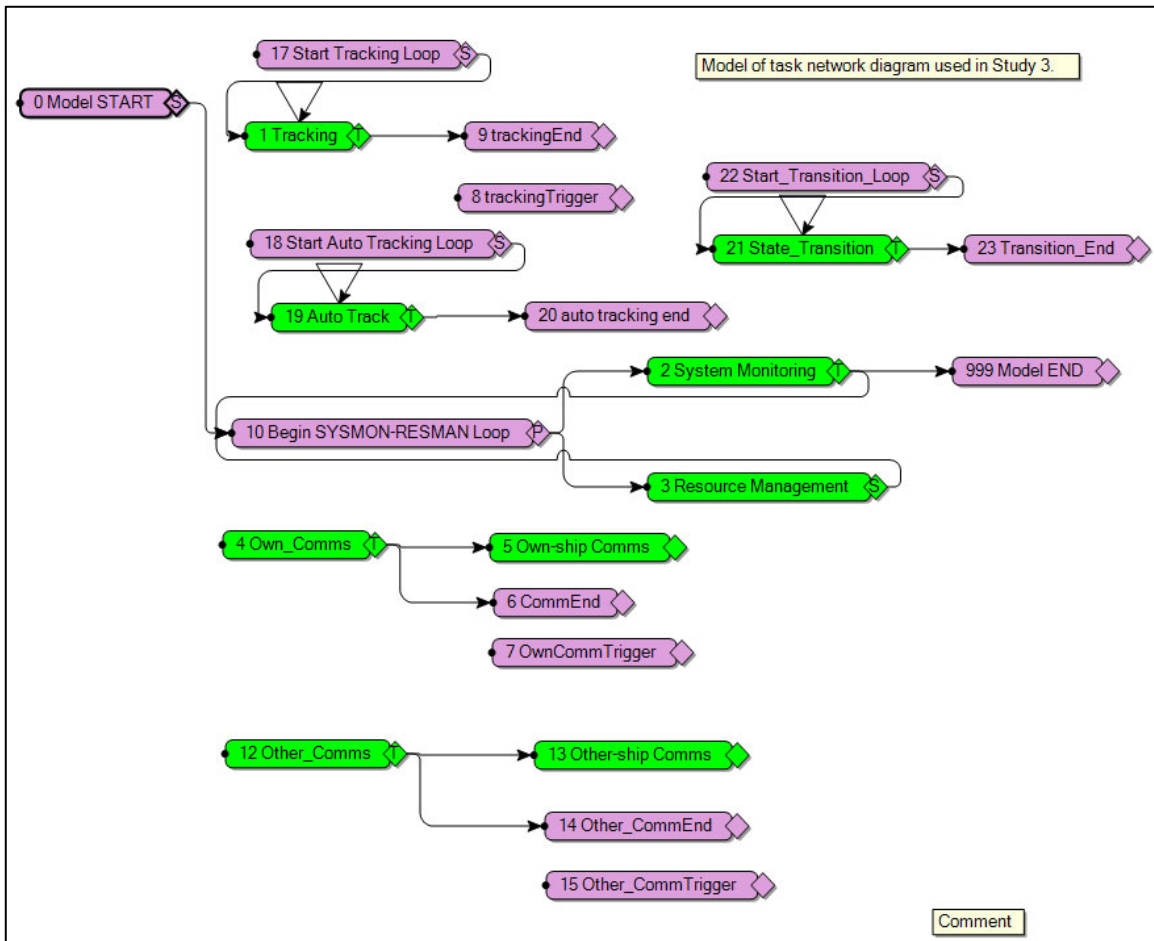 17 Start Tracking Loop S
Model of task network diagram used in Study 3.
0 Model START S
1 Tracking T
9 trackingEnd
22 Start_Transition_Loop S
8 trackingTrigger
18 Start Auto Tracking Loop S
21 State_Transition T
23 Transition_End
19 Auto Track T
20 auto tracking end
2 System Monitoring T
999 Model END
10 Begin SYSMON-RESMAN Loop P
3 Resource Management S
4 Own_Comms T
5 Own-ship Comms
6 CommEnd
7 OwnCommTrigger
12 Other_Comms T
13 Other-ship Comms
14 Other_CommEnd
15 Other_CommTrigger
Comment